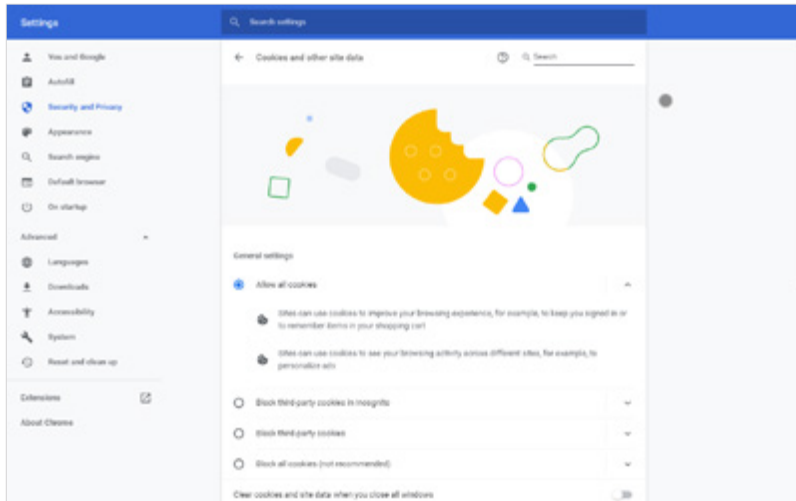 Settings
Search settings
You and Google
Autofill
Security and Privacy
Appearance
Search engine
Default browser
On startup
Advanced
Languages
Downloads
Accessibility
System
Reset and clean up
Extensions
About Chrome
Cookies and other site data
Search
General settings
Allow all cookies
Sites can use cookies to improve your browsing experience, for example, to keep you signed in or
to remember items in your shopping cart
Sites can use cookies to see your browsing activity across different sites, for example, to
personalize ads
Block third-party cookies in Incognito
Block third-party cookies
Block all cookies (not recommended)
Clear cookies and site data when you close all windows